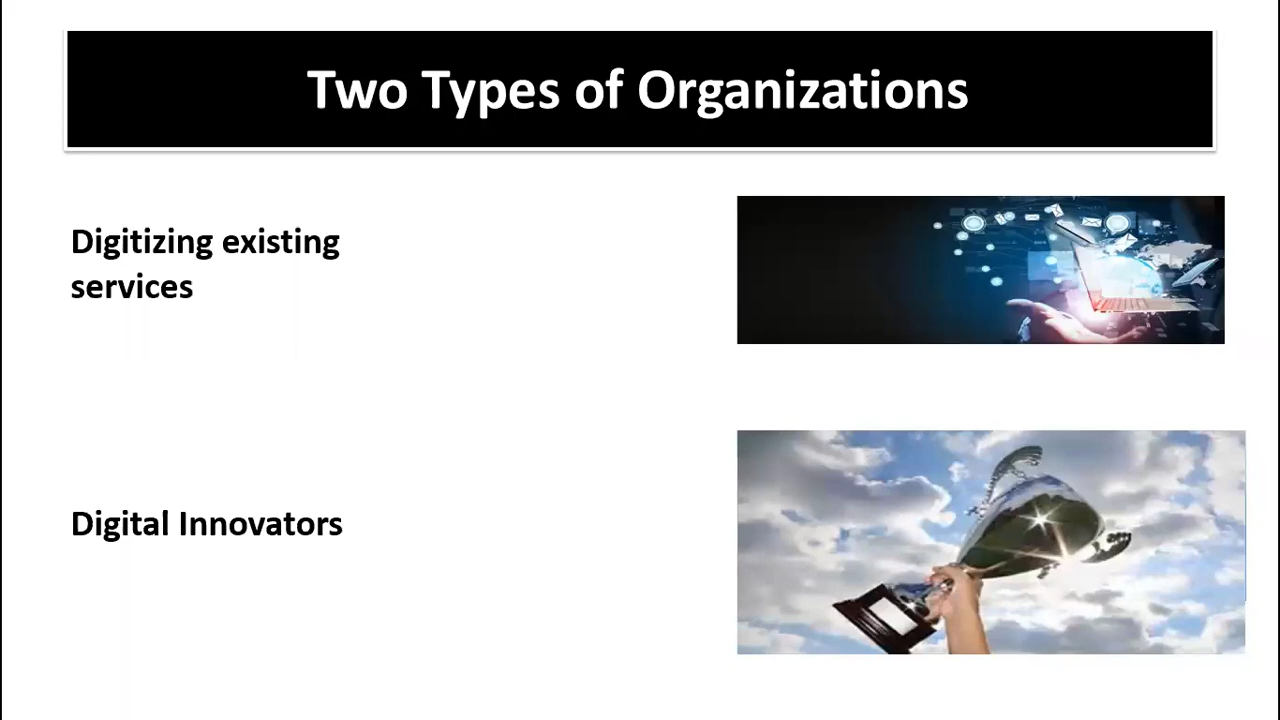 Two Types of Organizations
Digitizing existing
services
Digital Innovators